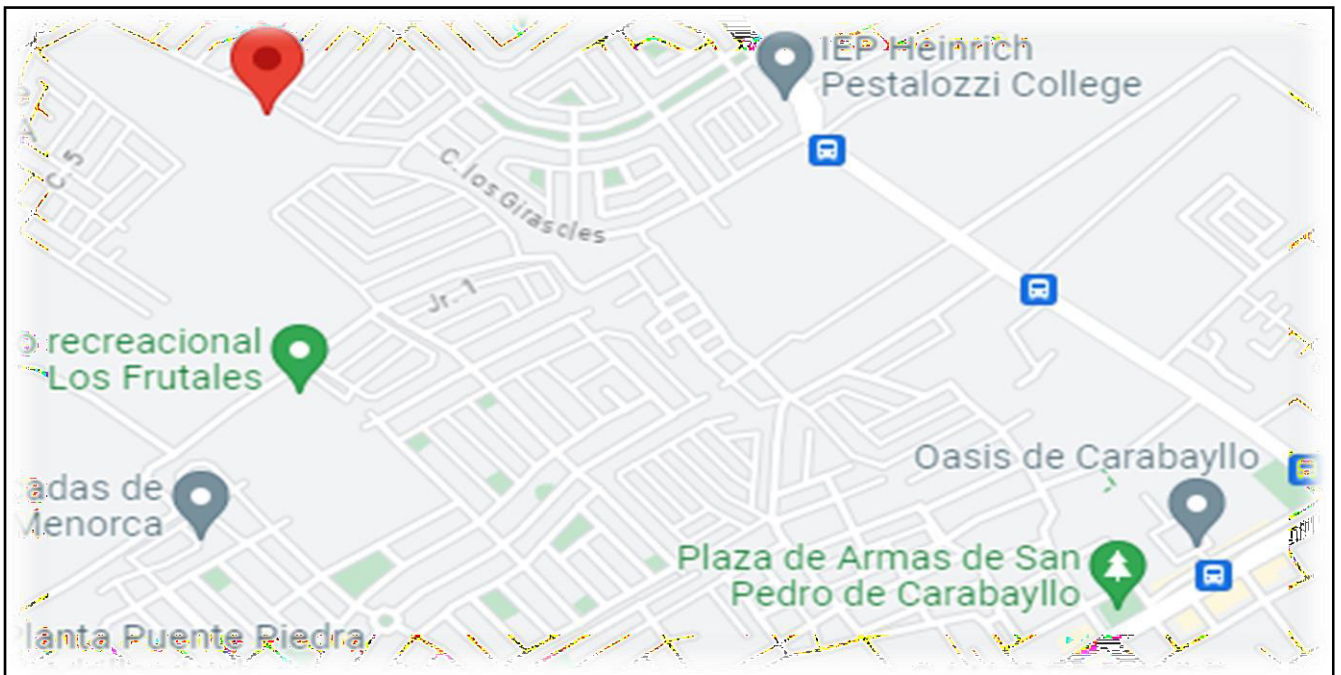 IEP Heinrich
Pestalozzi College
C. 5
C. los Girasoles
Jr. 1
recreacional
Los Frutales
Oasis de Carabayllo
adas de
Menorca
Plaza de Armas de San
Pedro de Carabayllo
lanta Puente Piedra